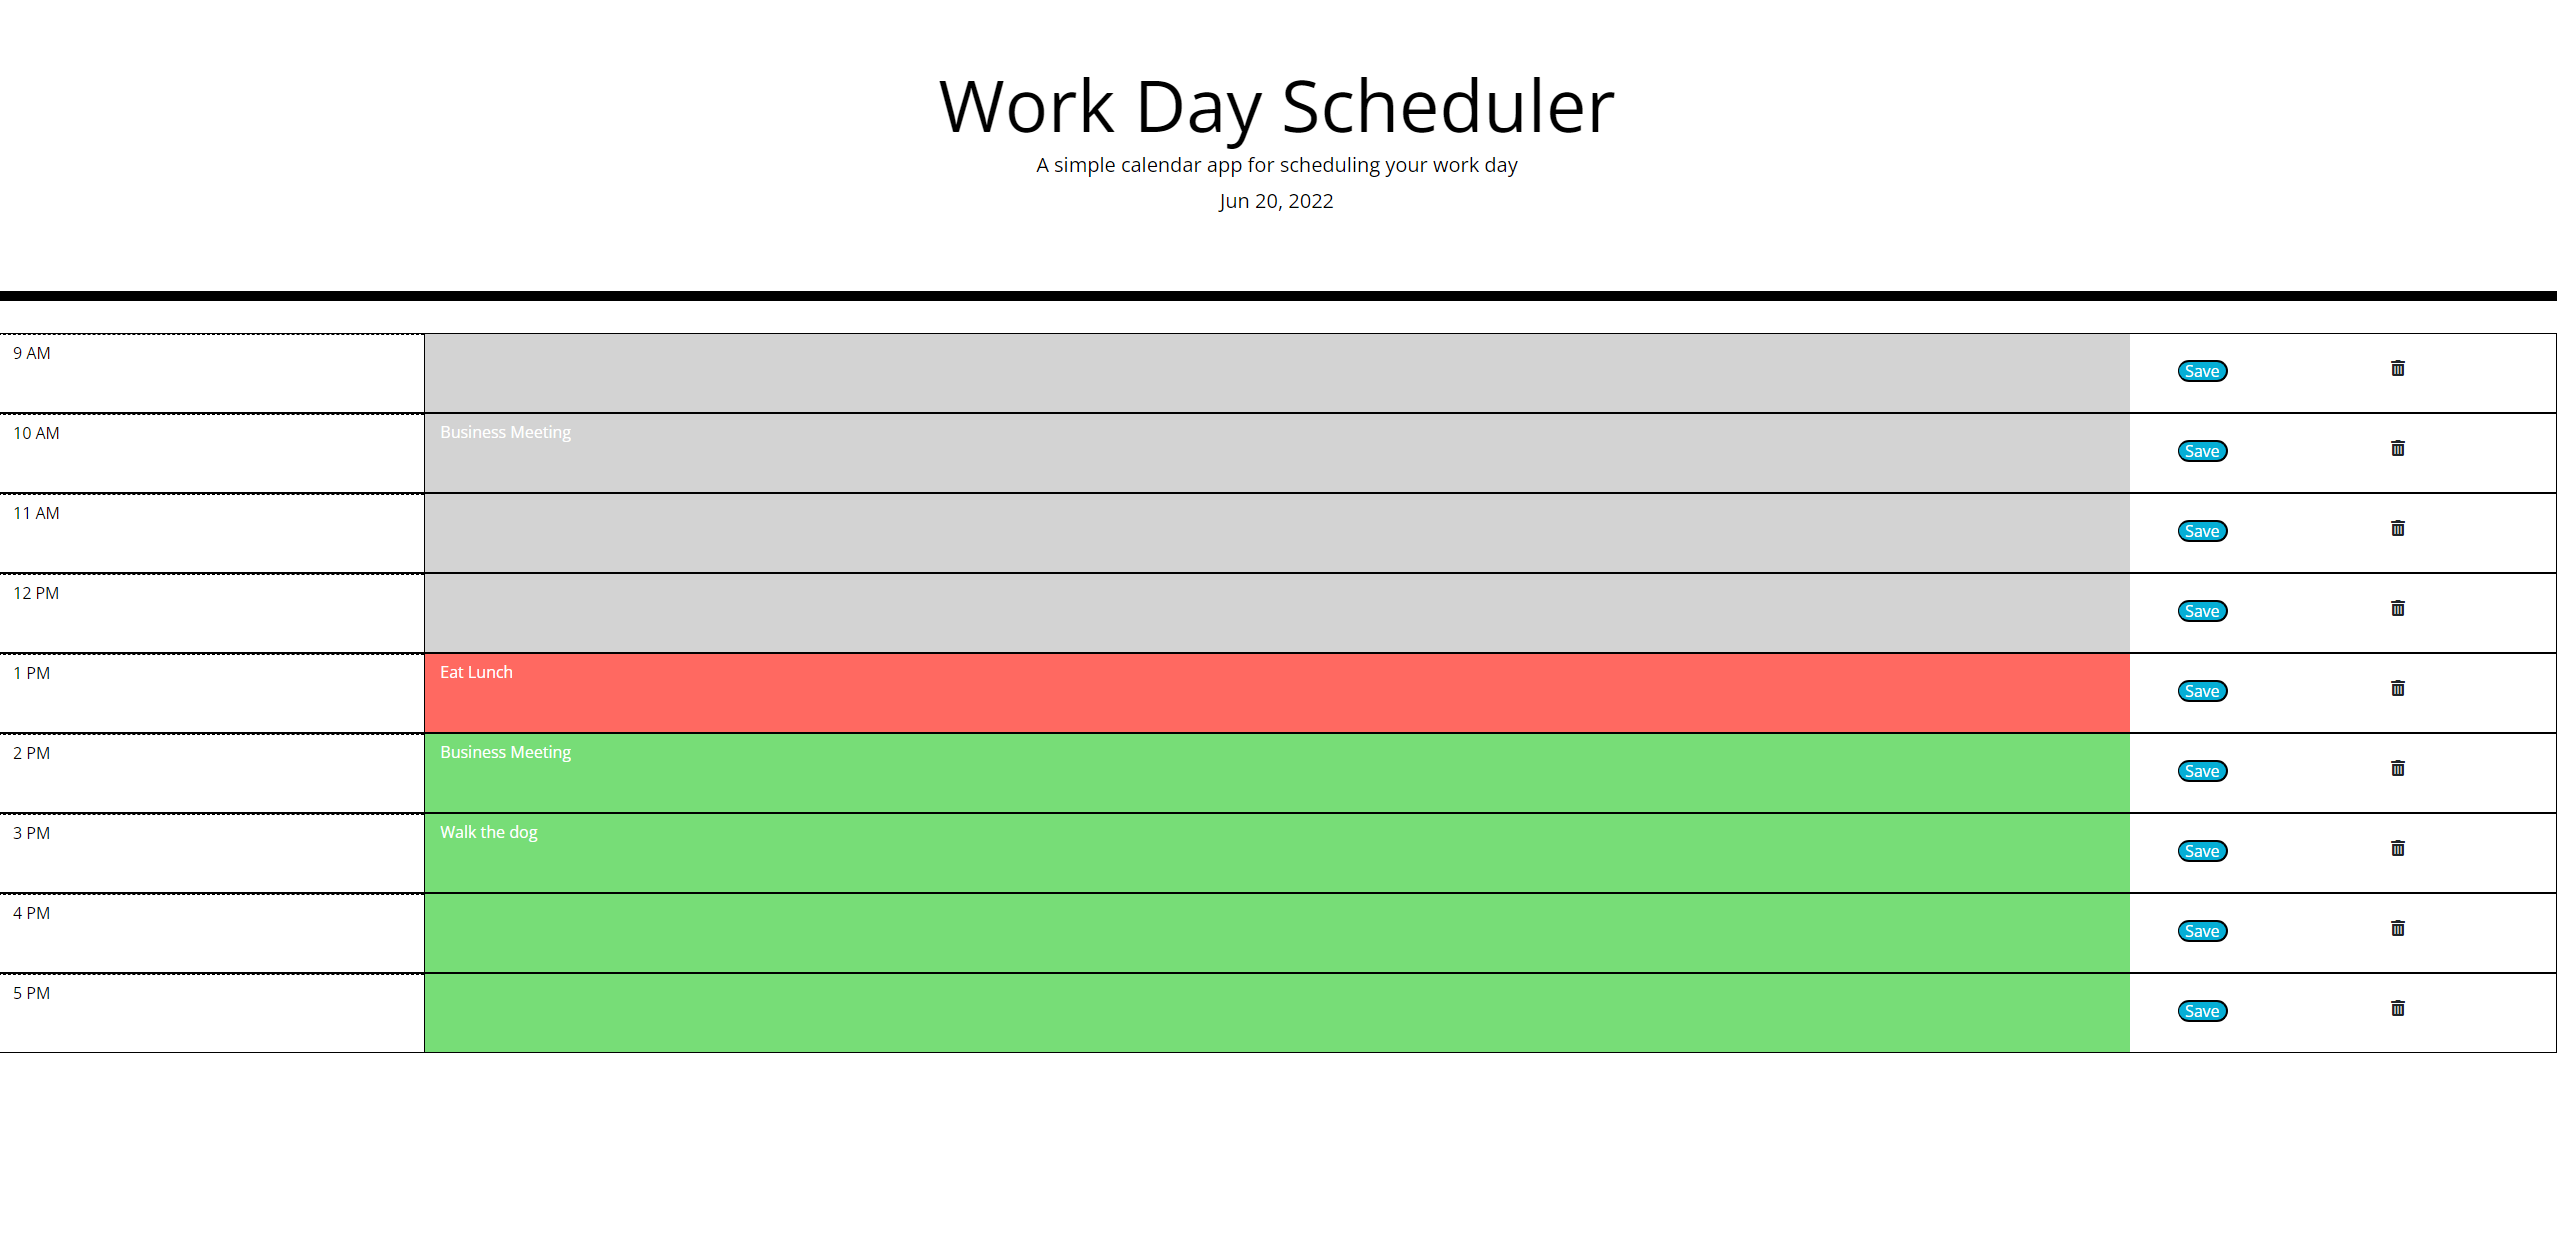 Work Day Scheduler
A simple calendar app for scheduling your work day
Jun 20, 2022
9 AM Save
10 AM Business Meeting Save
11 AM Save
12 PM Save
1 PM Eat Lunch Save
2 PM Business Meeting Save
3 PM Walk the dog Save
4 PM Save
5 PM Save